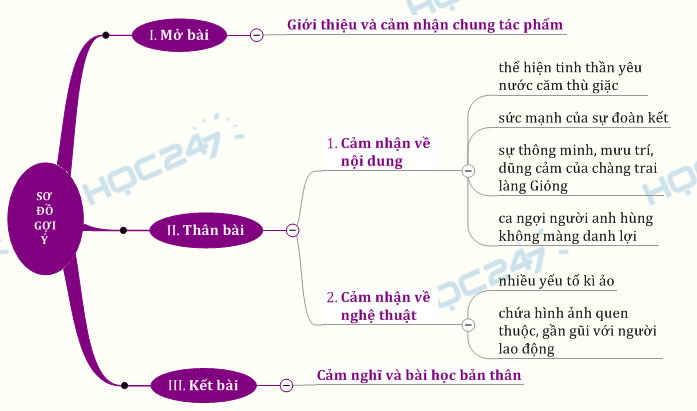 SƠ
ĐỒ
GỢI
Ý
I. Mở bài
Giới thiệu và cảm nhận chung tác phẩm
II. Thân bài
1. Cảm nhận về
nội dung
thể hiện tinh thần yêu
nước căm thù giặc
sức mạnh của sự đoàn kết
sự thông minh, mưu trí,
dũng cảm của chàng trai
làng Gióng
ca ngợi người anh hùng
không màng danh lợi
2. Cảm nhận về
nghệ thuật
nhiều yếu tố kì ảo
chứa hình ảnh quen
thuộc, gần gũi với người
lao động
III. Kết bài
Cảm nghĩ và bài học bản thân
HỌC247